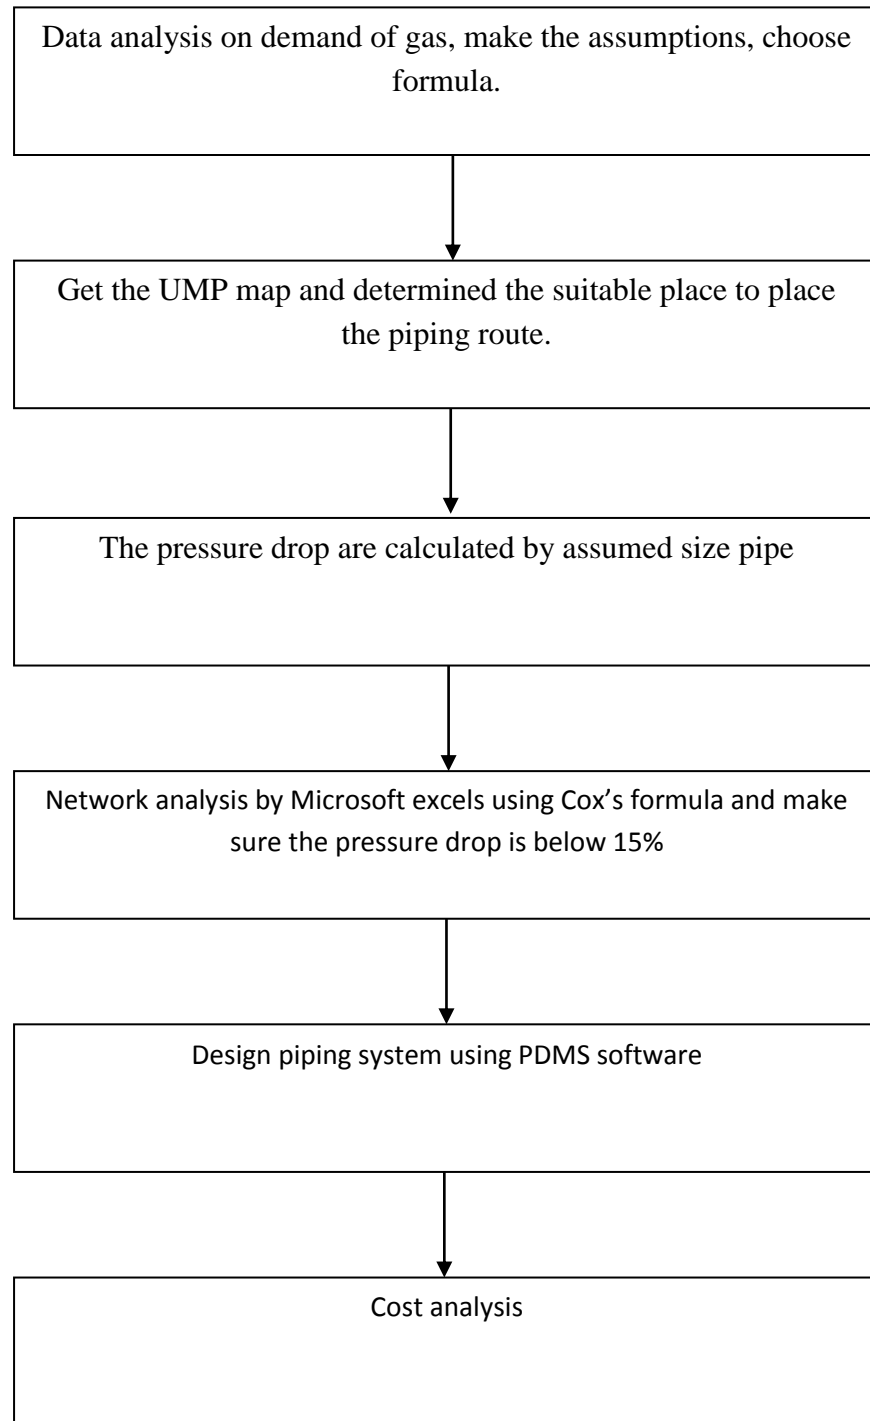 Data analysis on demand of gas, make the assumptions, choose
formula.
Get the UMP map and determined the suitable place to place
the piping route.
The pressure drop are calculated by assumed size pipe
Network analysis by Microsoft excels using Cox’s formula and make
sure the pressure drop is below 15%
Design piping system using PDMS software
Cost analysis